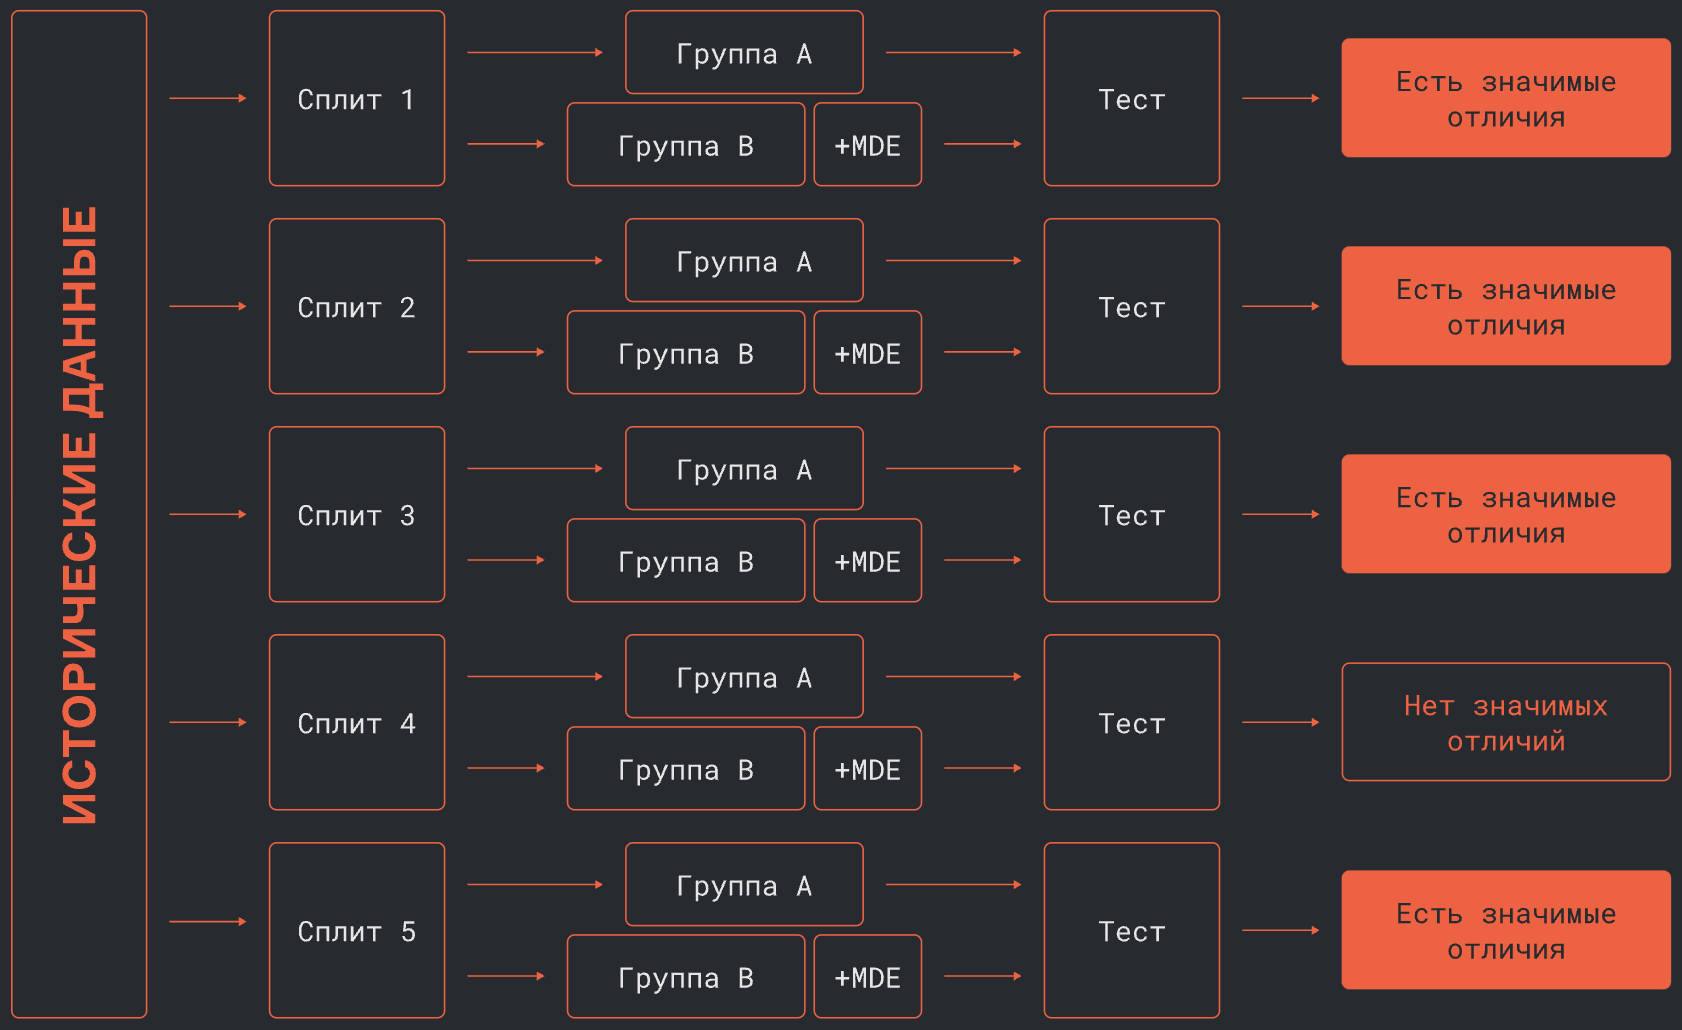 ИСТОРИЧЕСКИЕ ДАННЫЕ
Сплит 1
Группа A
Группа B
+MDE
Тест
Есть значимые
отличия
Сплит 2
Группа A
Группа B
+MDE
Тест
Есть значимые
отличия
Сплит 3
Группа A
Группа B
+MDE
Тест
Есть значимые
отличия
Сплит 4
Группа A
Группа B
+MDE
Тест
Нет значимых
отличий
Сплит 5
Группа A
Группа B
+MDE
Тест
Есть значимые
отличия